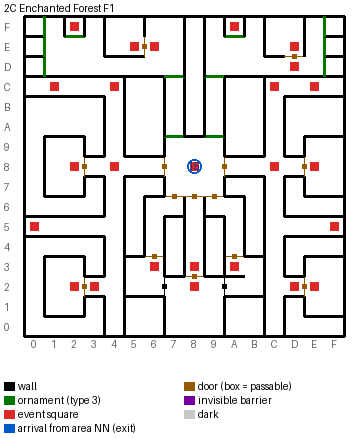 2C Enchanted Forest F1
F
E
D
C
B
A
9
8
7
6
5
4
3
2
1
0
0 1 2 3 4 5 6 7 8 9 A B C D E F
wall
door (box = passable)
ornament (type 3)
invisible barrier
event square
dark
arrival from area NN (exit)